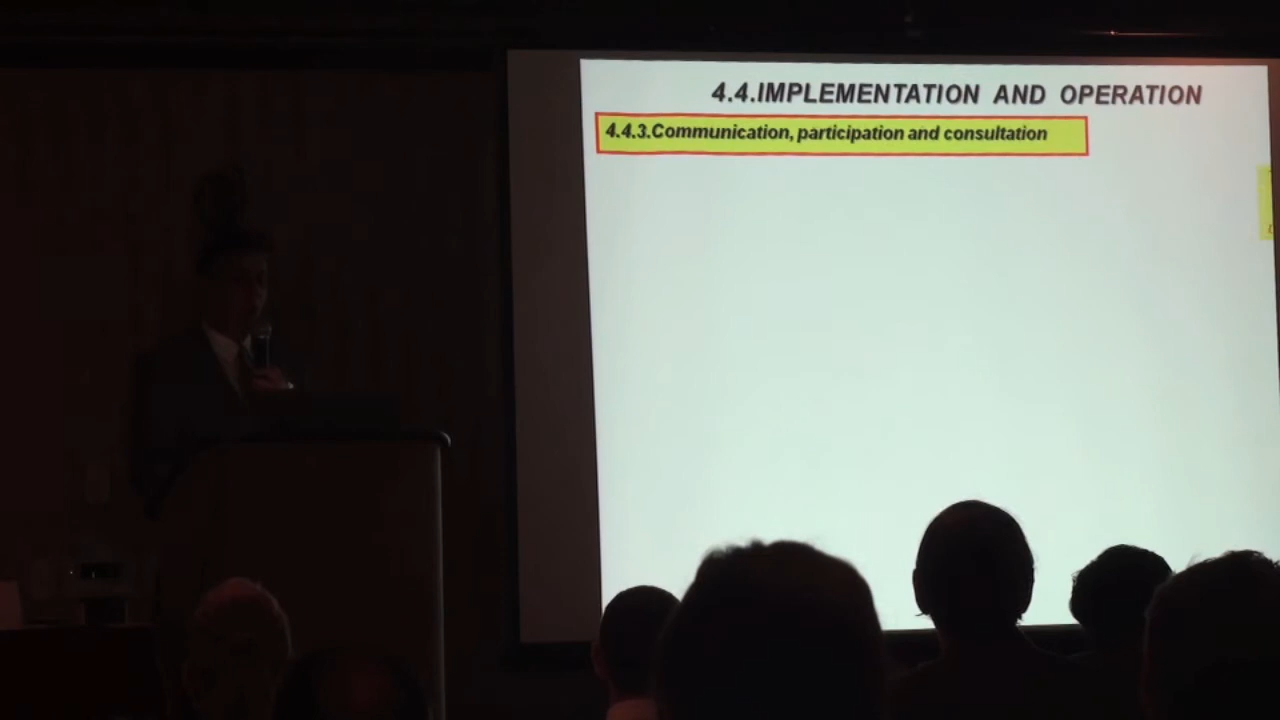 4.4.IMPLEMENTATION AND OPERATION
4.4.3.Communication, participation and consultation